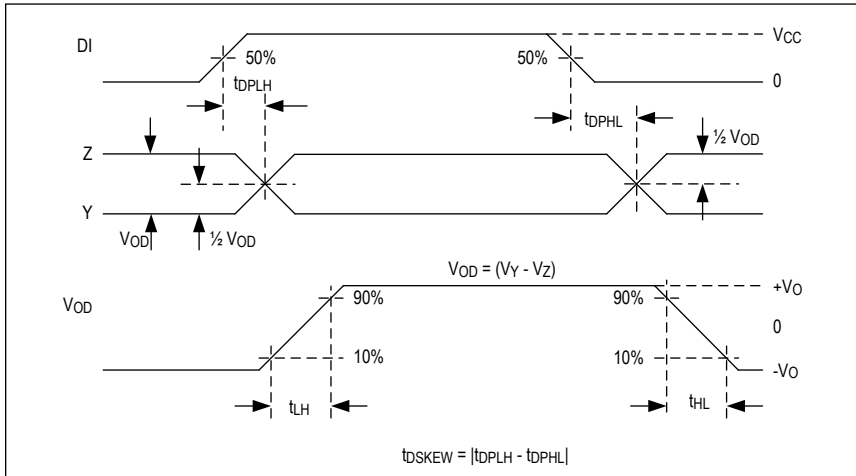 DI
50%
50%
VCC
0
tDPLH
tDPHL
Z
½ VOD
Y
VOD
½ VOD
VOD = (VY - VZ)
VOD
90%
90%
+VO
0
10%
10%
-VO
tLH
tHL
tDSKEW = |tDPLH - tDPHL|